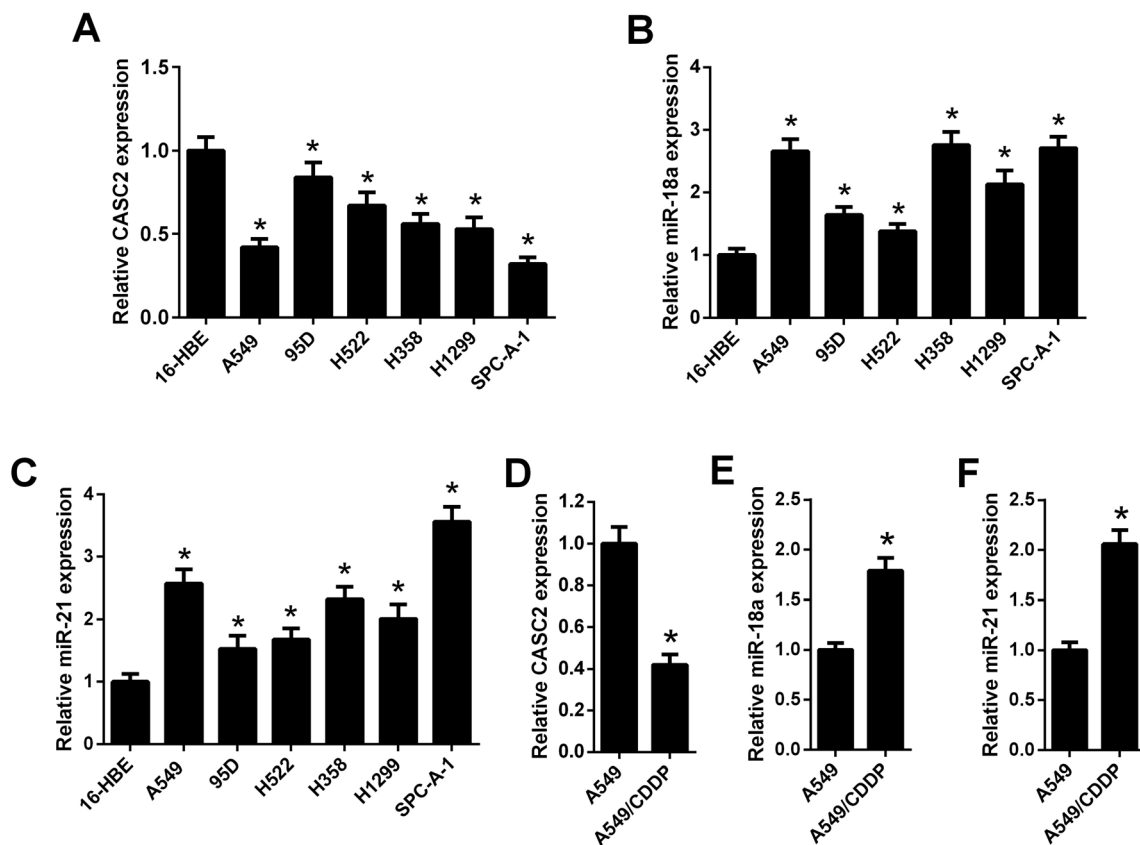 A
Relative CASC2 expression
1.5
1.0
0.5
0.0
*
*
*
*
*
*
16-HBE
A549
95D
H522
H358
H1299
SPC-A-1
B
Relative miR-18a expression
4
3
2
1
0
*
*
*
*
*
*
16-HBE
A549
95D
H522
H358
H1299
SPC-A-1
C
Relative miR-21 expression
4
3
2
1
0
*
*
*
*
*
*
16-HBE
A549
95D
H522
H358
H1299
SPC-A-1
D
Relative CASC2 expression
1.2
1.0
0.8
0.6
0.4
0.2
0.0
*
A549
A549/CDDP
E
Relative miR-18a expression
2.5
2.0
1.5
1.0
0.5
0.0
*
A549
A549/CDDP
F
Relative miR-21 expression
2.5
2.0
1.5
1.0
0.5
0.0
*
A549
A549/CDDP